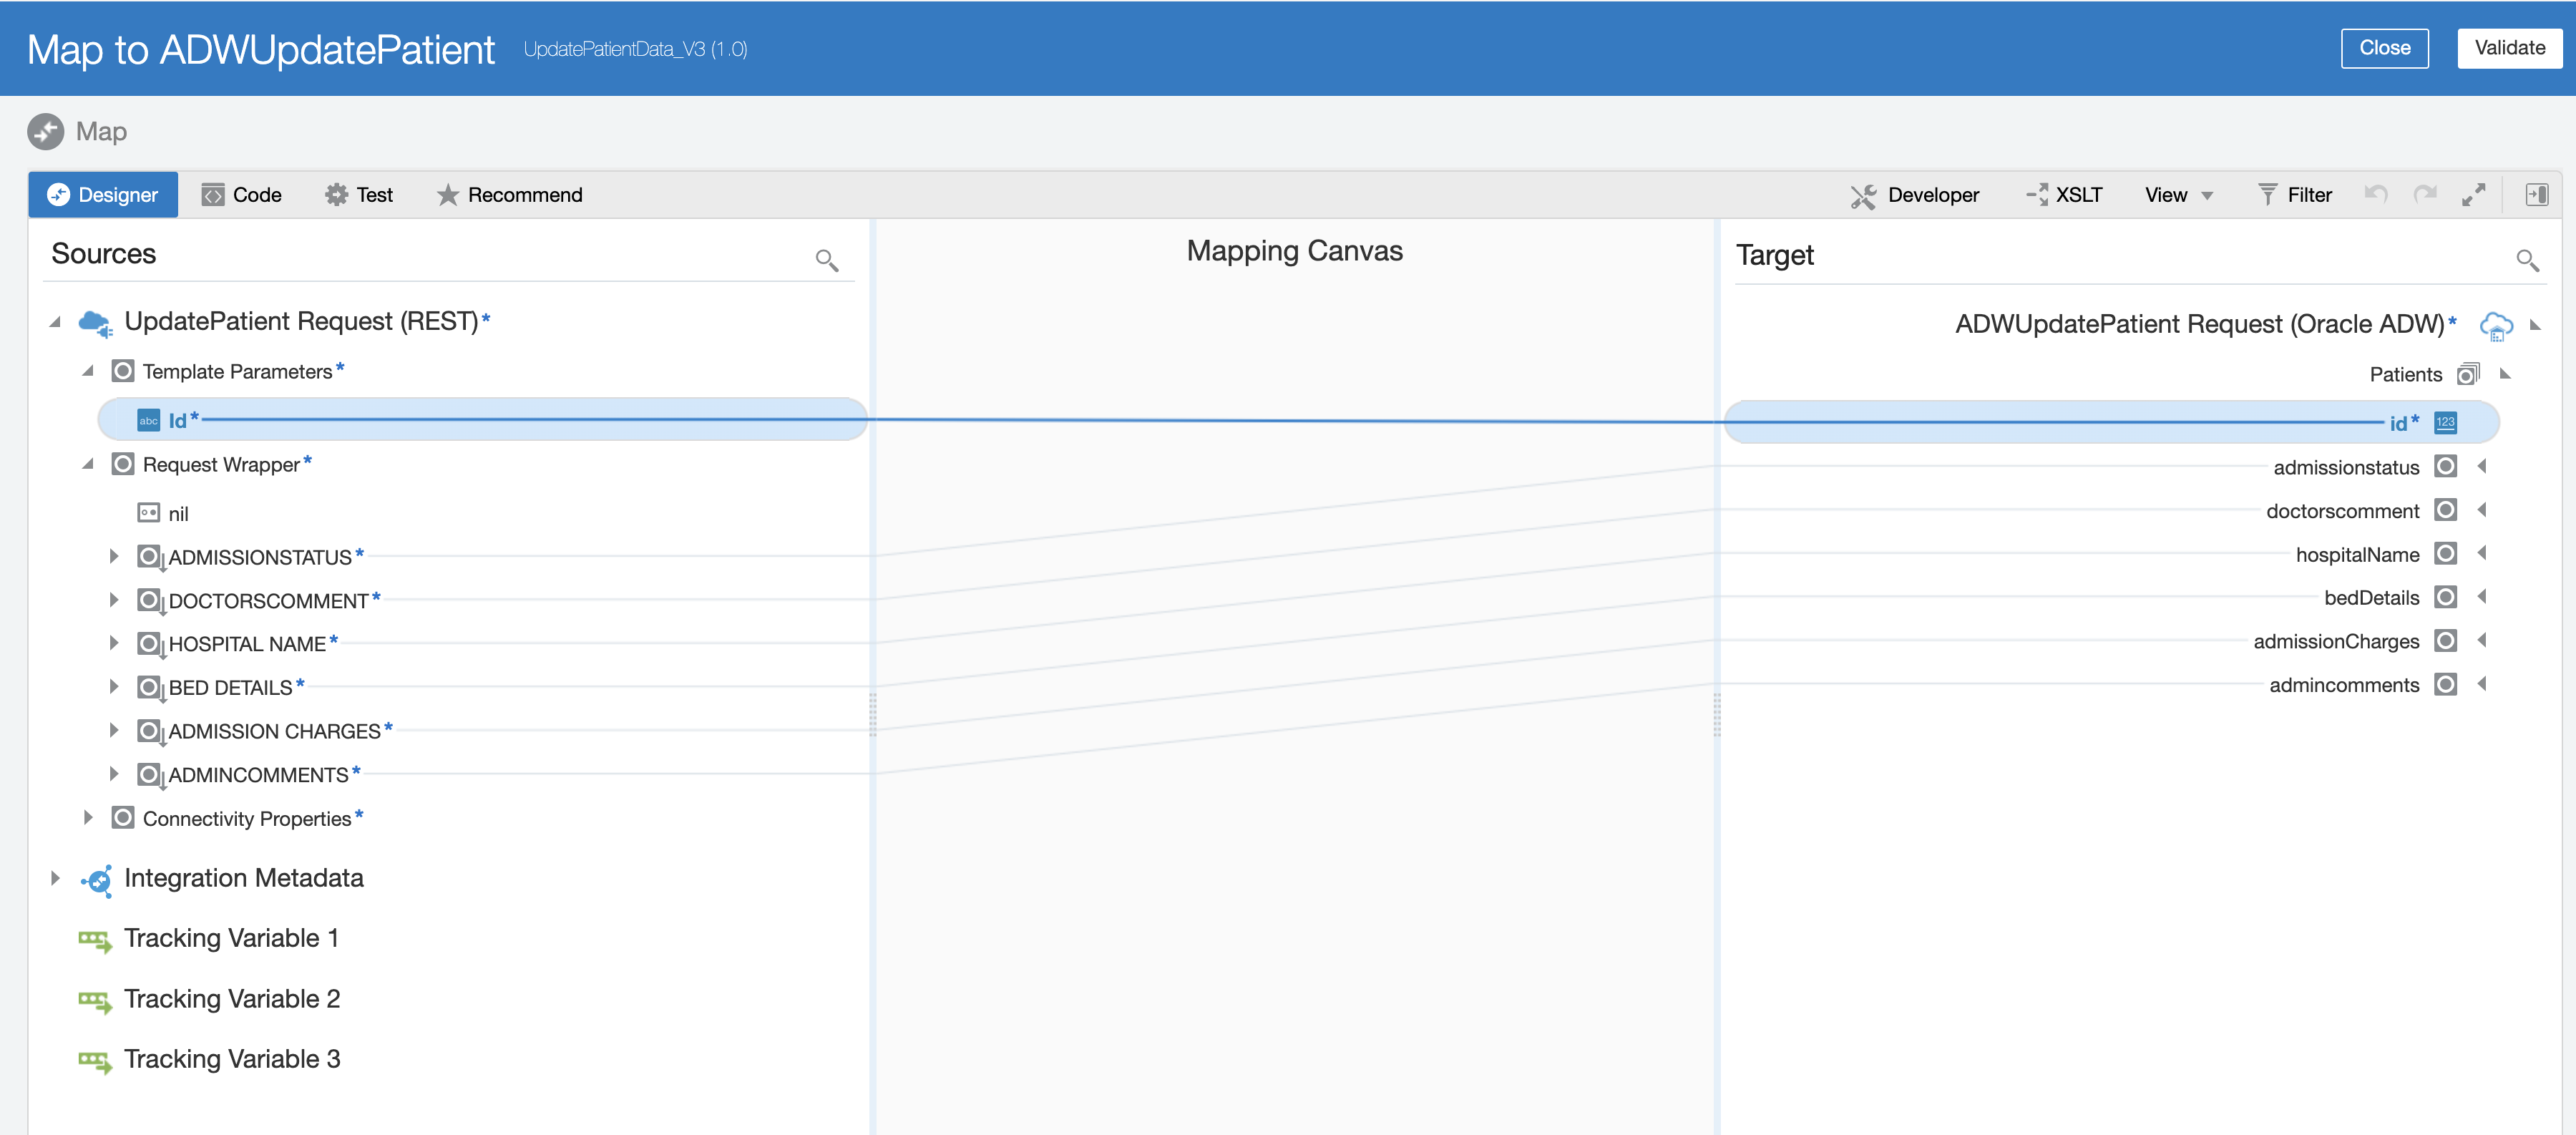 Map to ADWUpdatePatient UpdatePatientData_V3 (1.0) Close Validate
Map
Designer Code Test Recommend Developer XSLT View Filter
Sources
UpdatePatient Request (REST)*
Template Parameters*
abc Id*
Request Wrapper*
nil
ADMISSIONSTATUS*
DOCTORSCOMMENT*
HOSPITAL NAME*
BED DETAILS*
ADMISSION CHARGES*
ADMINCOMMENTS*
Connectivity Properties*
Integration Metadata
Tracking Variable 1
Tracking Variable 2
Tracking Variable 3
Mapping Canvas
Target
ADWUpdatePatient Request (Oracle ADW)*
Patients
id* 123
admissionstatus
doctorscomment
hospitalName
bedDetails
admissionCharges
admincomments